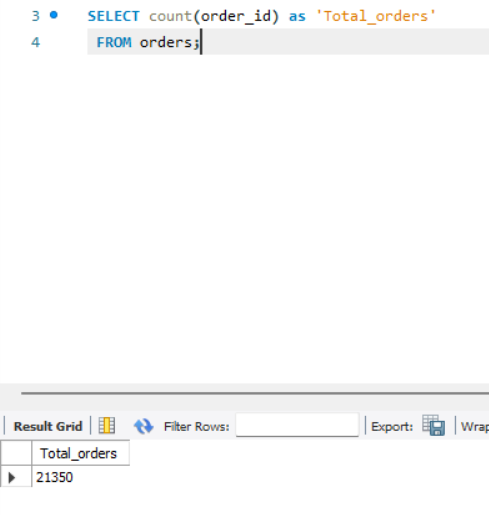 3 SELECT count(order_id) as 'Total_orders'
4 FROM orders;
Result Grid Filter Rows: Export: Wrap
Total_orders
21350